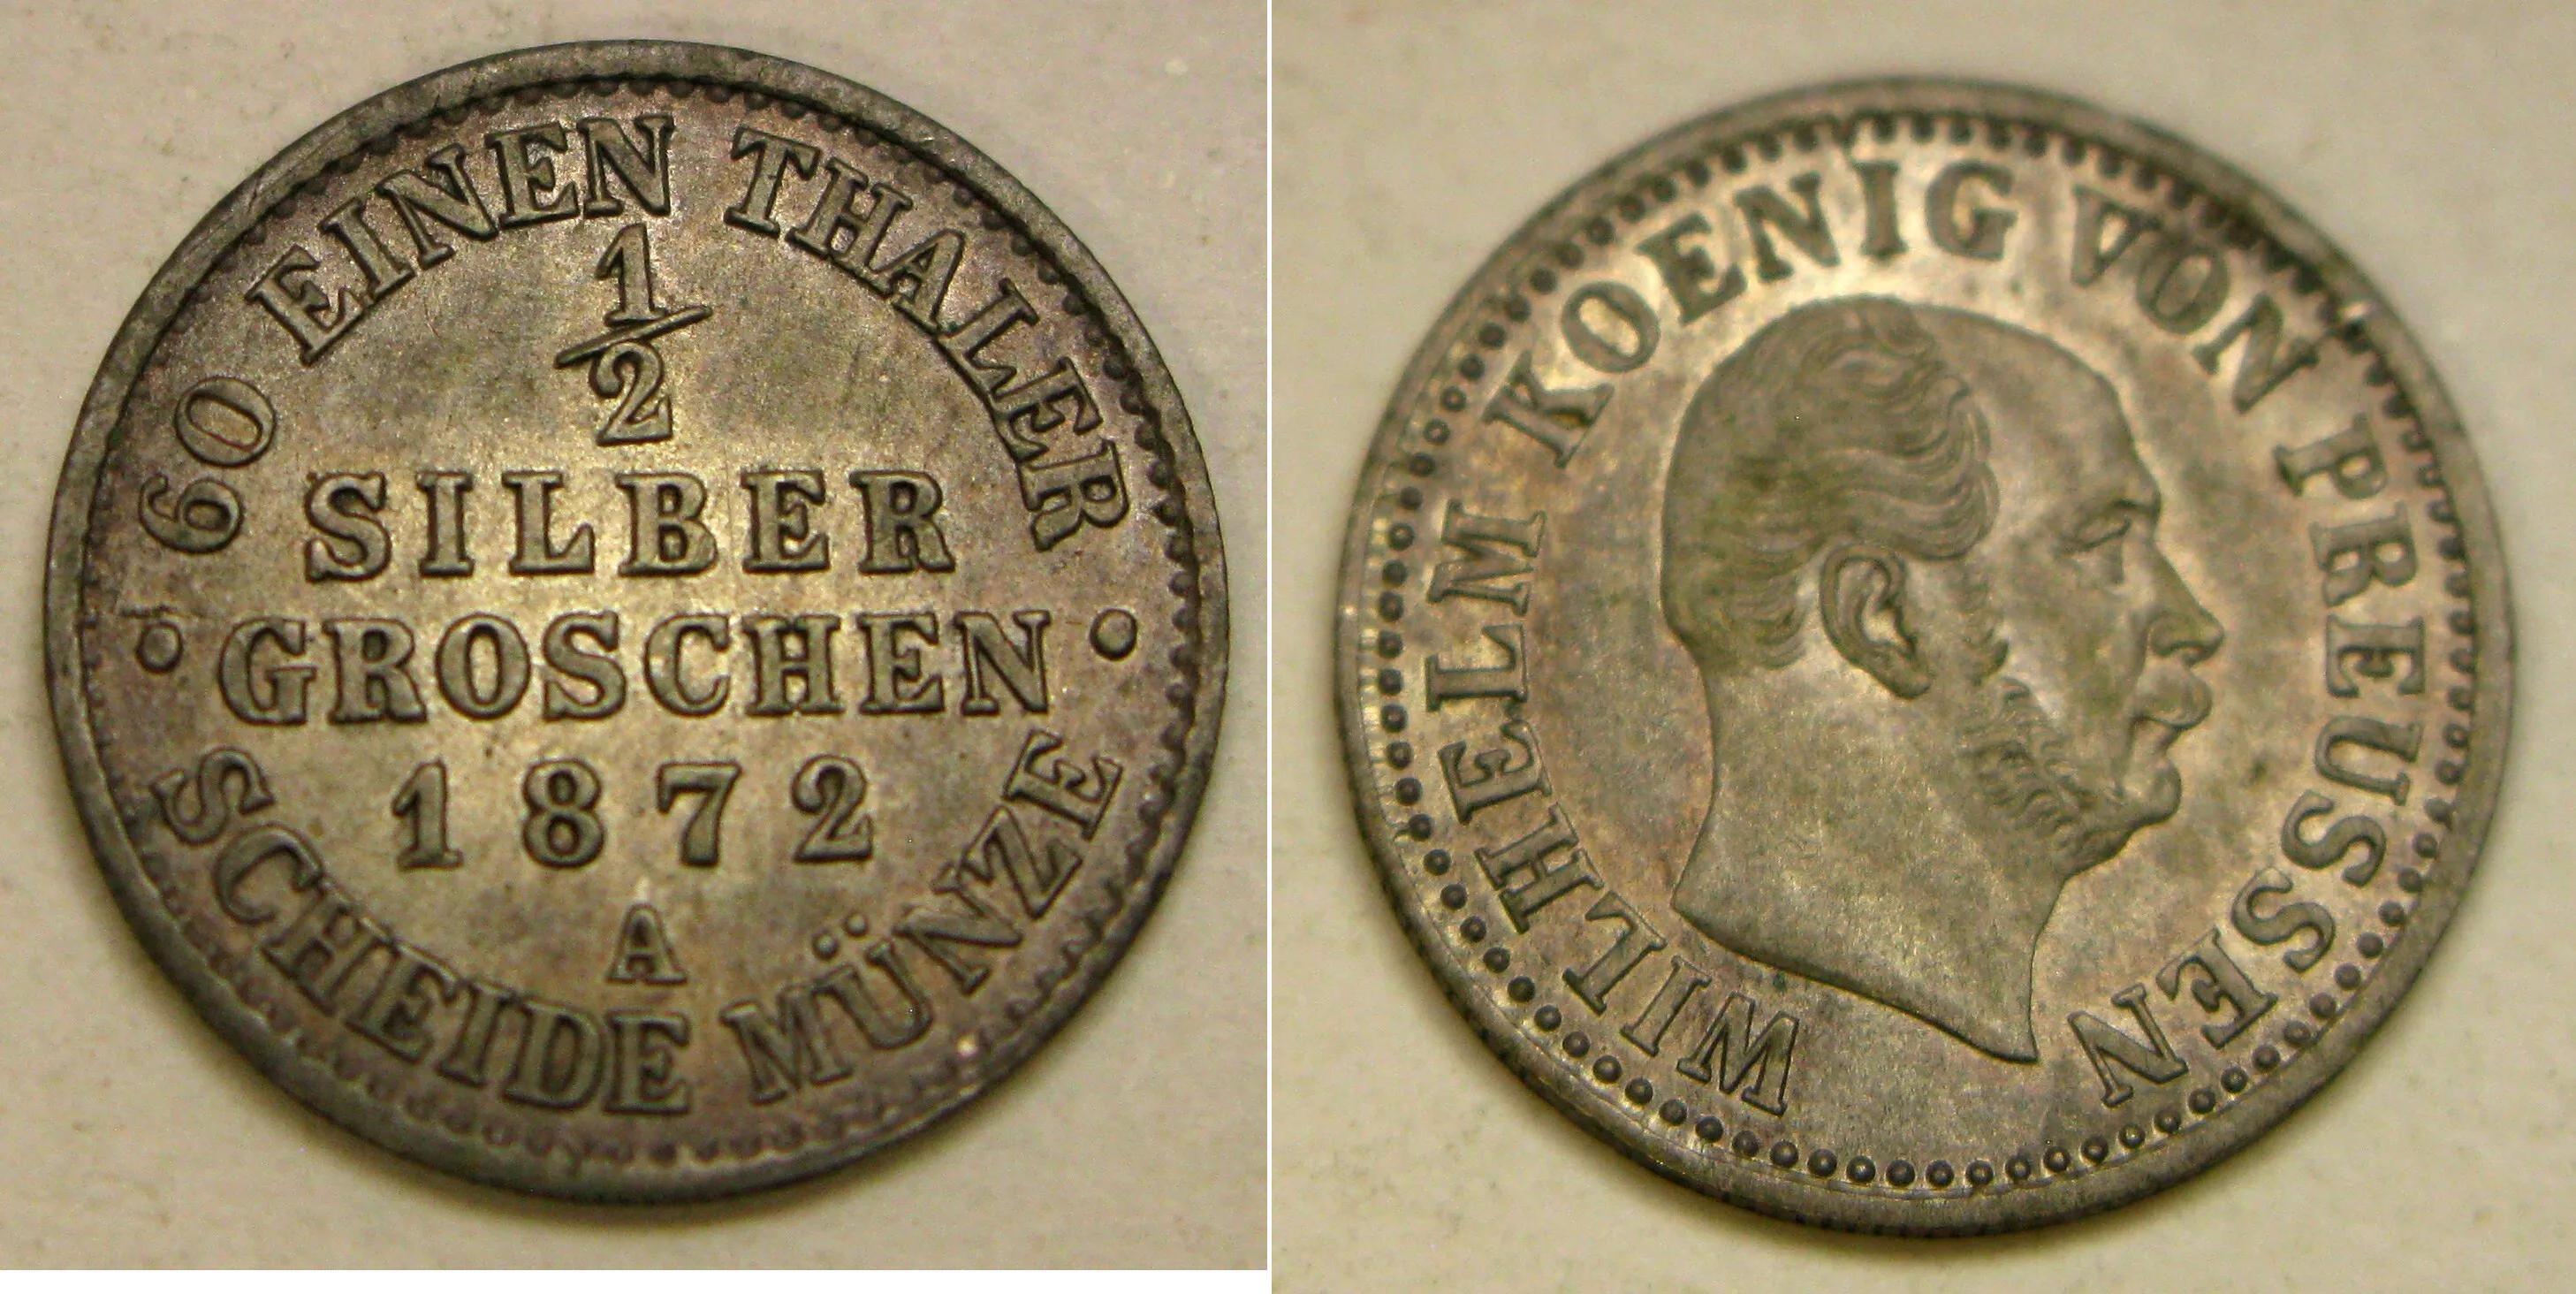 60 EINEN THALER
1/2
SILBER
GROSCHEN
1872
A
SCHEIDE MÜNZE
WILHELM KOENIG VON PREUSSEN